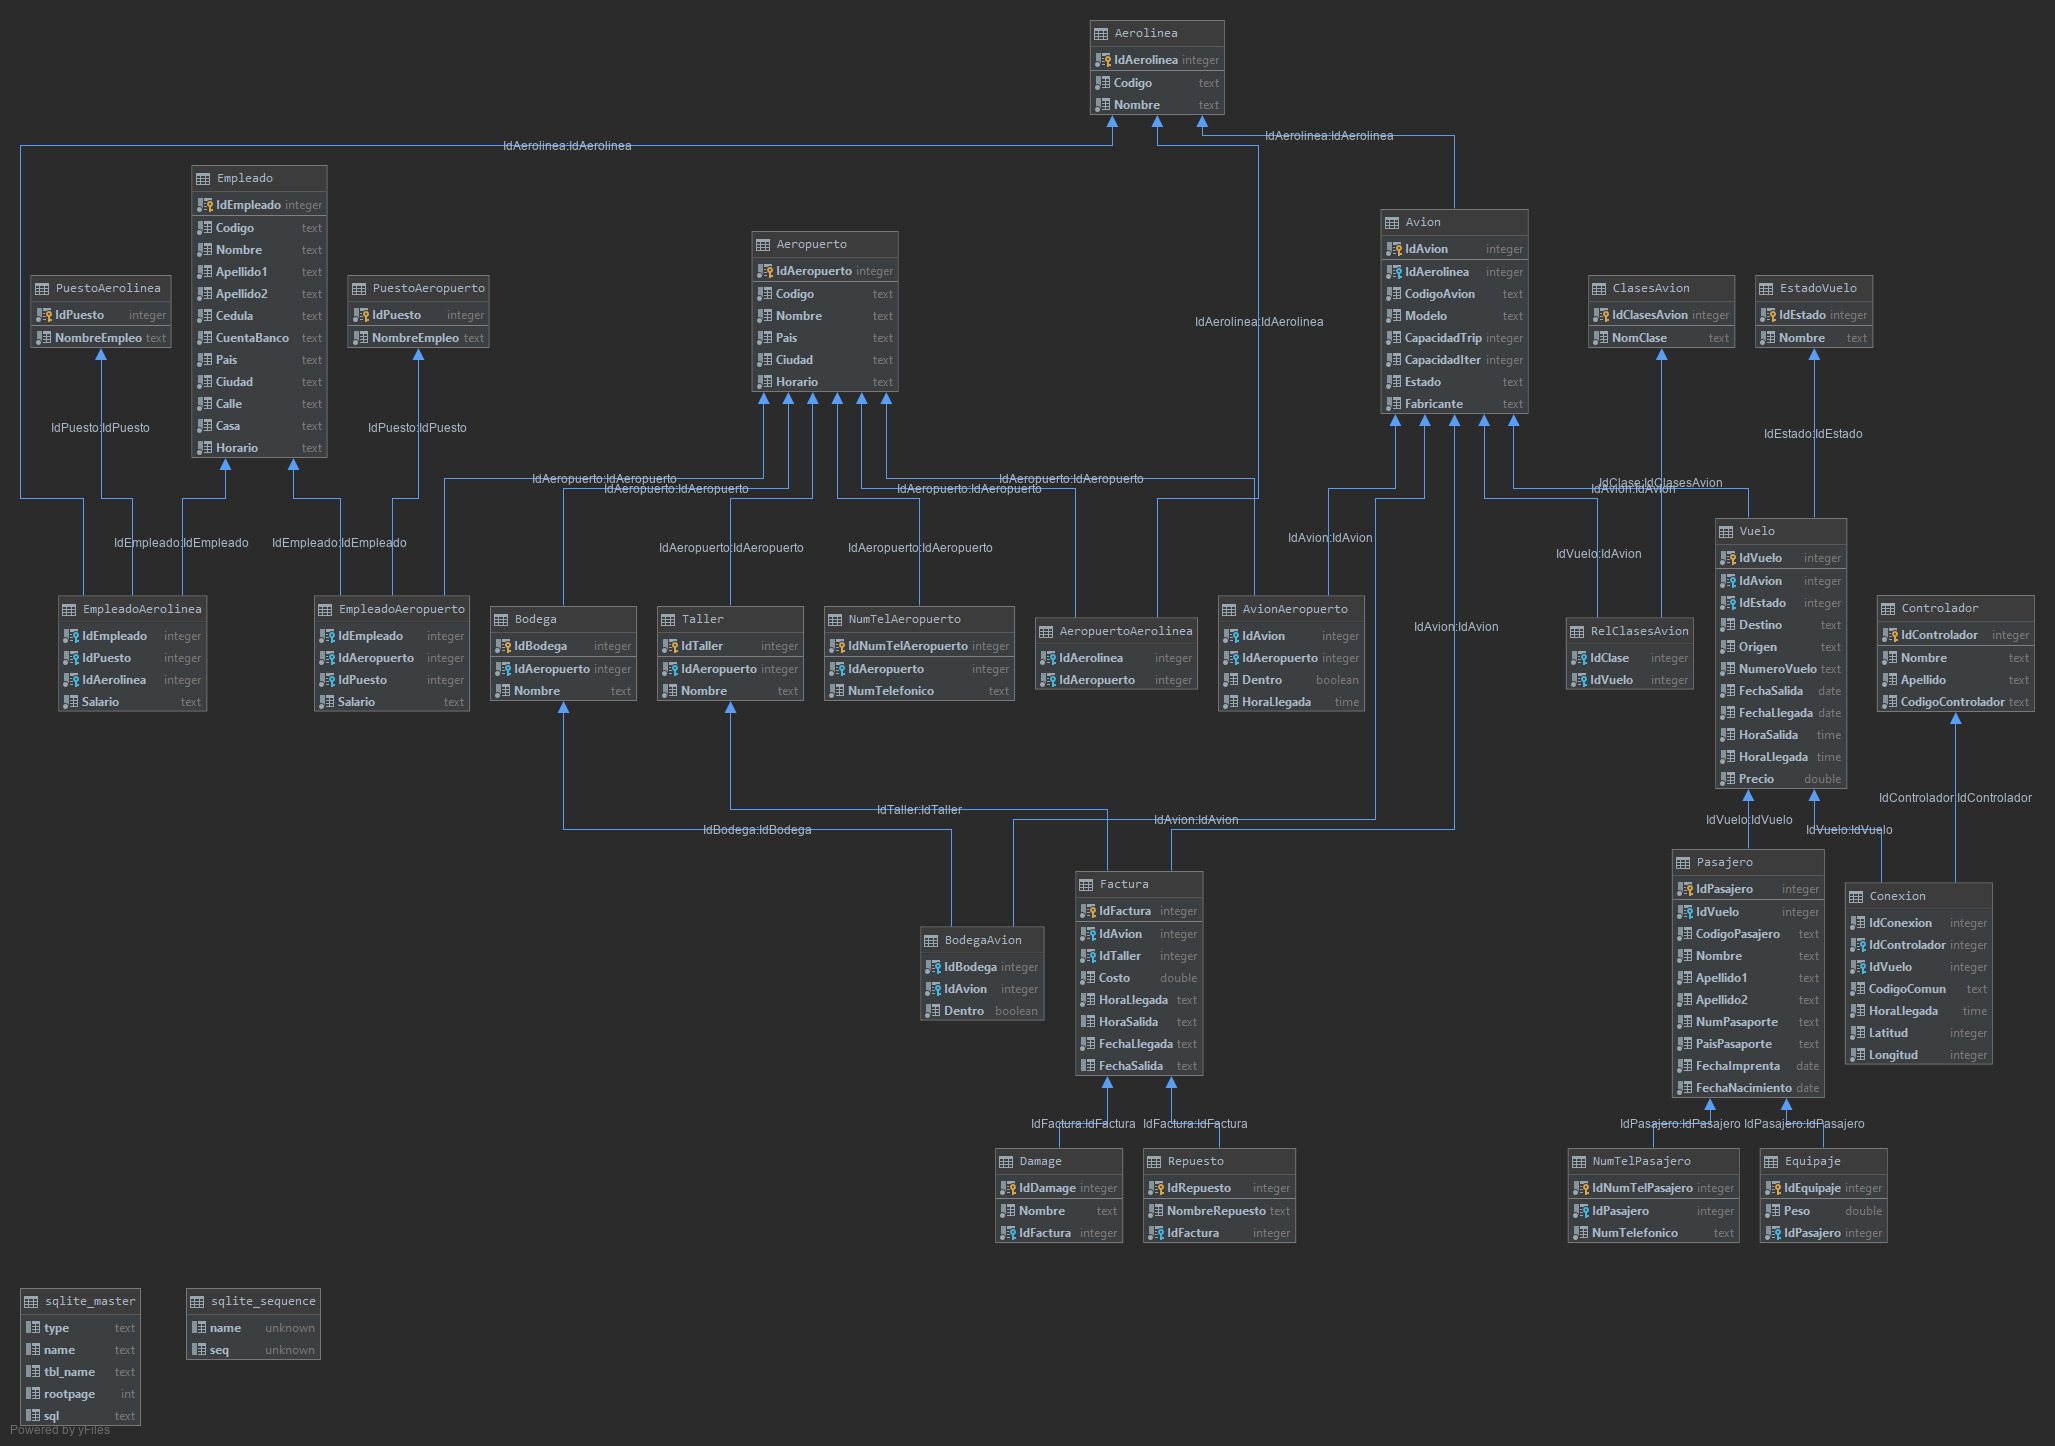 Aerolinea
IdAerolinea integer
Codigo text
Nombre text
IdAerolinea:IdAerolinea
IdAerolinea:IdAerolinea
IdAerolinea:IdAerolinea
Empleado
IdEmpleado integer
Codigo text
Nombre text
Apellido1 text
Apellido2 text
Cedula text
CuentaBanco text
Pais text
Ciudad text
Calle text
Casa text
Horario text
PuestoAerolinea
IdPuesto integer
NombreEmpleo text
PuestoAeropuerto
IdPuesto integer
NombreEmpleo text
Aeropuerto
IdAeropuerto integer
Codigo text
Nombre text
Pais text
Ciudad text
Horario text
Avion
IdAvion integer
IdAerolinea integer
CodigoAvion text
Modelo text
CapacidadTrip integer
CapacidadIter integer
Estado text
Fabricante text
ClasesAvion
IdClasesAvion integer
NomClase text
EstadoVuelo
IdEstado integer
Nombre text
IdPuesto:IdPuesto
IdPuesto:IdPuesto
IdEstado:IdEstado
IdAeropuerto:IdAeropuerto
IdAeropuerto:IdAeropuerto
IdAeropuerto:IdAeropuerto
IdAeropuerto:IdAeropuerto
IdClase:IdClasesAvion
IdAvion:IdAvion
IdEmpleado:IdEmpleado
IdEmpleado:IdEmpleado
IdAeropuerto:IdAeropuerto
IdAeropuerto:IdAeropuerto
IdAvion:IdAvion
IdVuelo:IdAvion
IdAvion:IdAvion
EmpleadoAerolinea
IdEmpleado integer
IdPuesto integer
IdAerolinea integer
Salario text
EmpleadoAeropuerto
IdEmpleado integer
IdAeropuerto integer
IdPuesto integer
Salario text
Bodega
IdBodega integer
IdAeropuerto integer
Nombre text
Taller
IdTaller integer
IdAeropuerto integer
Nombre text
NumTelAeropuerto
IdNumTelAeropuerto integer
IdAeropuerto integer
NumTelefonico text
AeropuertoAerolinea
IdAerolinea integer
IdAeropuerto integer
AvionAeropuerto
IdAvion integer
IdAeropuerto integer
Dentro boolean
HoraLlegada time
RelClasesAvion
IdClase integer
IdVuelo integer
Vuelo
IdVuelo integer
IdAvion integer
IdEstado integer
Destino text
Origen text
NumeroVuelo text
FechaSalida date
FechaLlegada date
HoraSalida time
HoraLlegada time
Precio double
Controlador
IdControlador integer
Nombre text
Apellido text
CodigoControlador text
IdTaller:IdTaller
IdBodega:IdBodega
IdAvion:IdAvion
IdControlador:IdControlador
IdVuelo:IdVuelo
IdVuelo:IdVuelo
BodegaAvion
IdBodega integer
IdAvion integer
Dentro boolean
Factura
IdFactura integer
IdAvion integer
IdTaller integer
Costo double
HoraLlegada text
HoraSalida text
FechaLlegada text
FechaSalida text
Pasajero
IdPasajero integer
IdVuelo integer
CodigoPasajero text
Nombre text
Apellido1 text
Apellido2 text
NumPasaporte text
PaisPasaporte text
FechaImprenta date
FechaNacimiento date
Conexion
IdConexion integer
IdControlador integer
IdVuelo integer
CodigoComun text
HoraLlegada time
Latitud integer
Longitud integer
IdFactura:IdFactura
IdFactura:IdFactura
IdPasajero:IdPasajero
IdPasajero:IdPasajero
Damage
IdDamage integer
Nombre text
IdFactura integer
Repuesto
IdRepuesto integer
NombreRepuesto text
IdFactura integer
NumTelPasajero
IdNumTelPasajero integer
IdPasajero integer
NumTelefonico text
Equipaje
IdEquipaje integer
Peso double
IdPasajero integer
sqlite_master
type text
name text
tbl_name text
rootpage int
sql text
sqlite_sequence
name unknown
seq unknown
Powered by yFiles